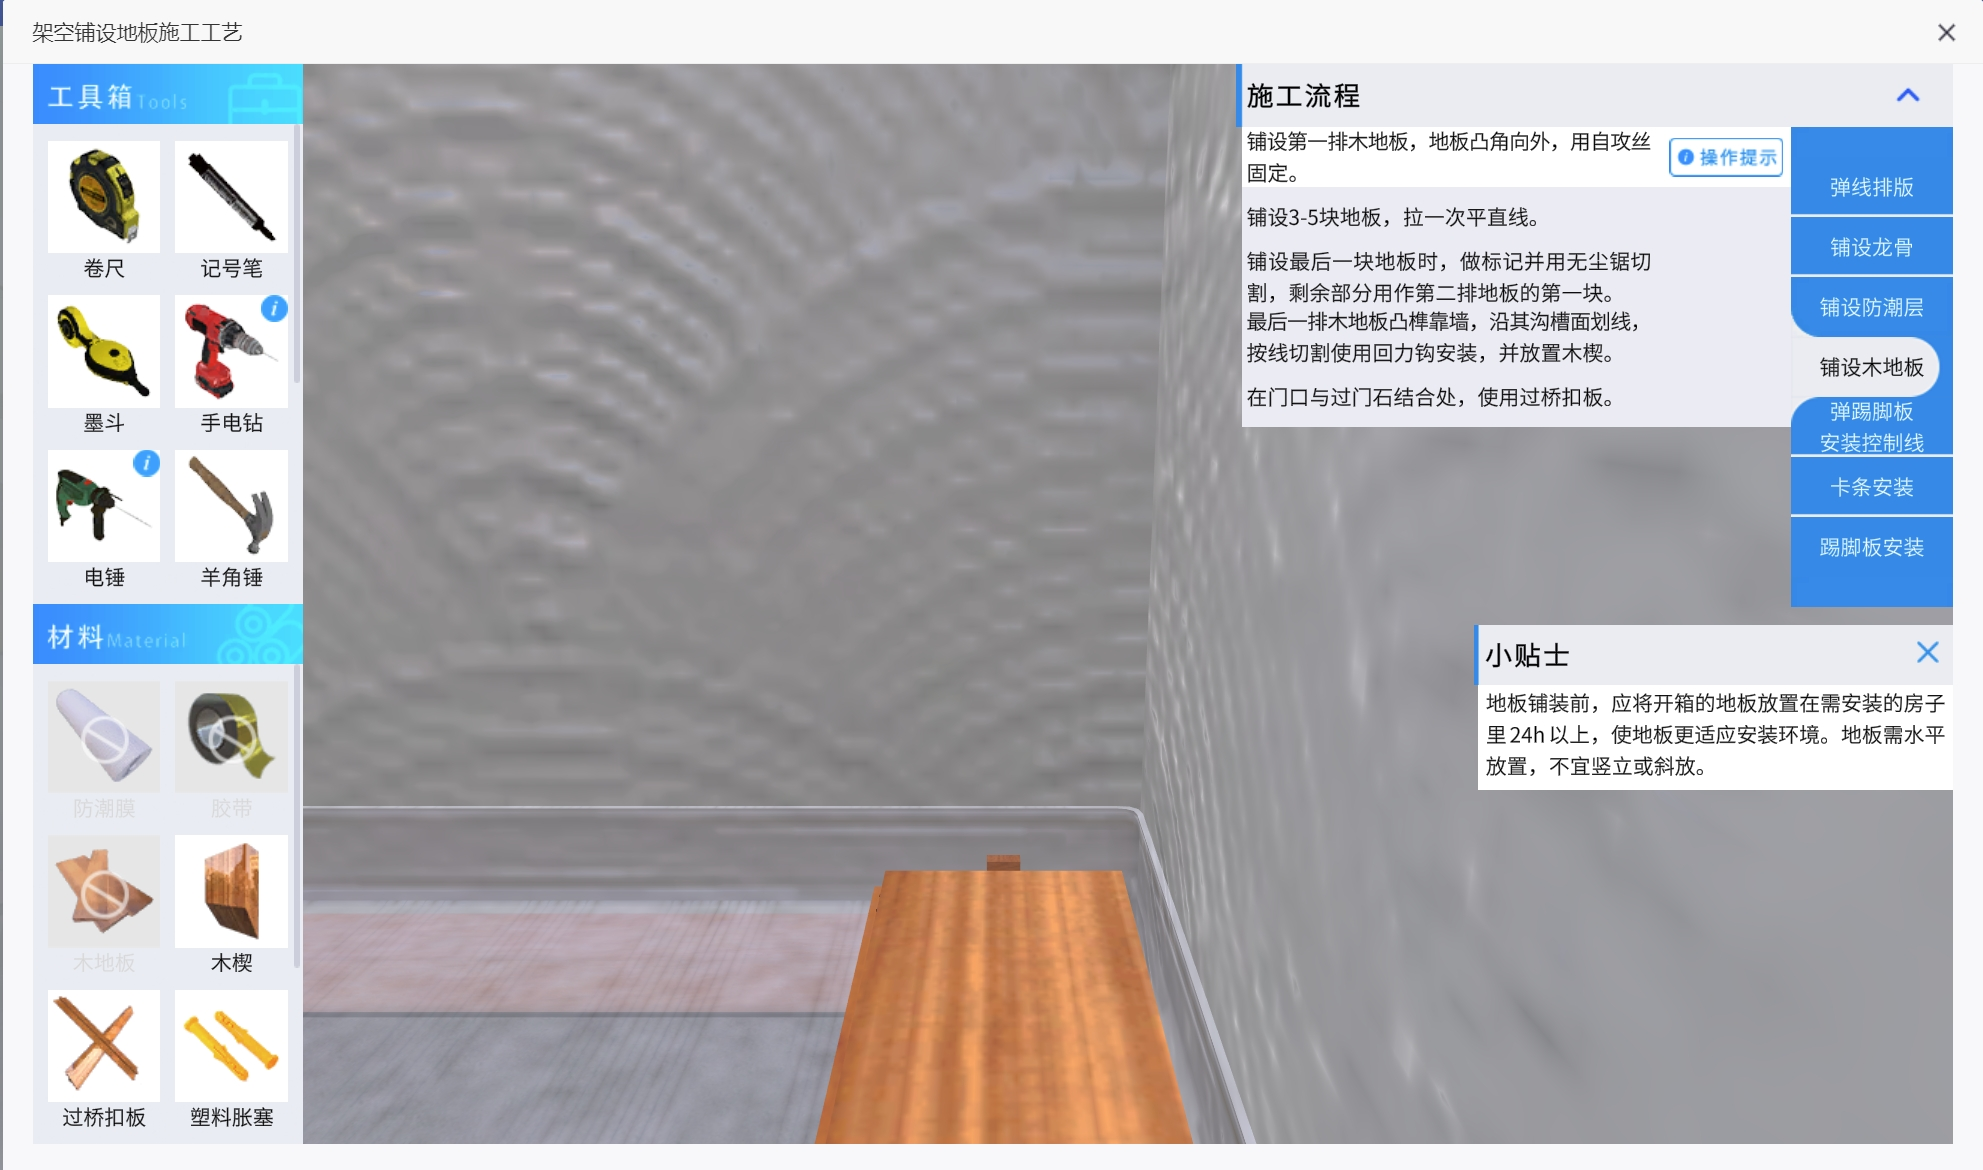 架空铺设地板施工工艺
工具箱 Tools
卷尺
记号笔
墨斗
手电钻
电锤
羊角锤
材料 Material
防潮膜
胶带
木地板
木楔
过桥扣板
塑料胀塞
施工流程
铺设第一排木地板，地板凸角向外，用自攻丝
固定。
操作提示
铺设3-5块地板，拉一次平直线。
铺设最后一块地板时，做标记并用无尘锯切
割，剩余部分用作第二排地板的第一块。
最后一排木地板凸榫靠墙，沿其沟槽面划线，
按线切割使用回力钩安装，并放置木楔。
在门口与过门石结合处，使用过桥扣板。
弹线排版
铺设龙骨
铺设防潮层
铺设木地板
弹踢脚板
安装控制线
卡条安装
踢脚板安装
小贴士
地板铺装前，应将开箱的地板放置在需安装的房子
里24h以上，使地板更适应安装环境。地板需水平
放置，不宜竖立或斜放。